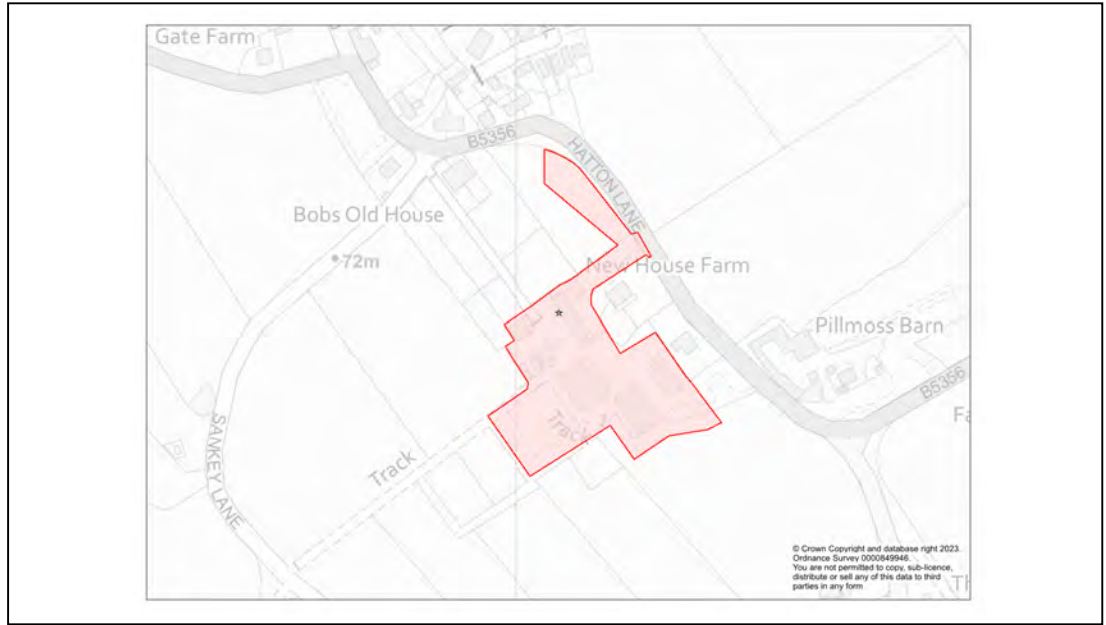 Gate Farm
B5356
HATTON LANE
Bobs Old House
72m
New House Farm
Pillmoss Barn
B5356
Track
Track
SANKEY LANE
© Crown Copyright and database right 2023.
Ordnance Survey 0000849946.
You are not permitted to copy, sub-licence,
distribute or sell any of this data to third
parties in any form